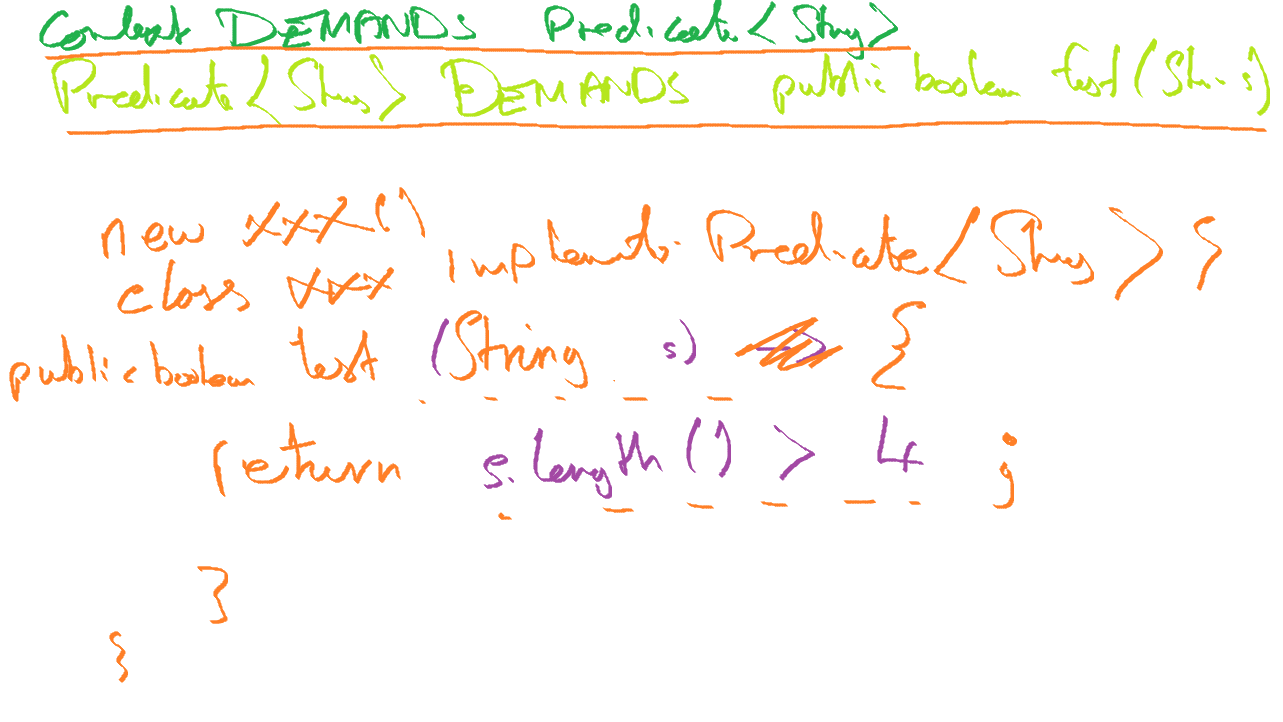 Context DEMANDs Predicate<String>
Predicate<String> DEMANDS public boolean test(String s)
new xxx()
class xxx implements Predicate<String> {
public boolean test (String s) {
return s.length() > 4 ;
}
}